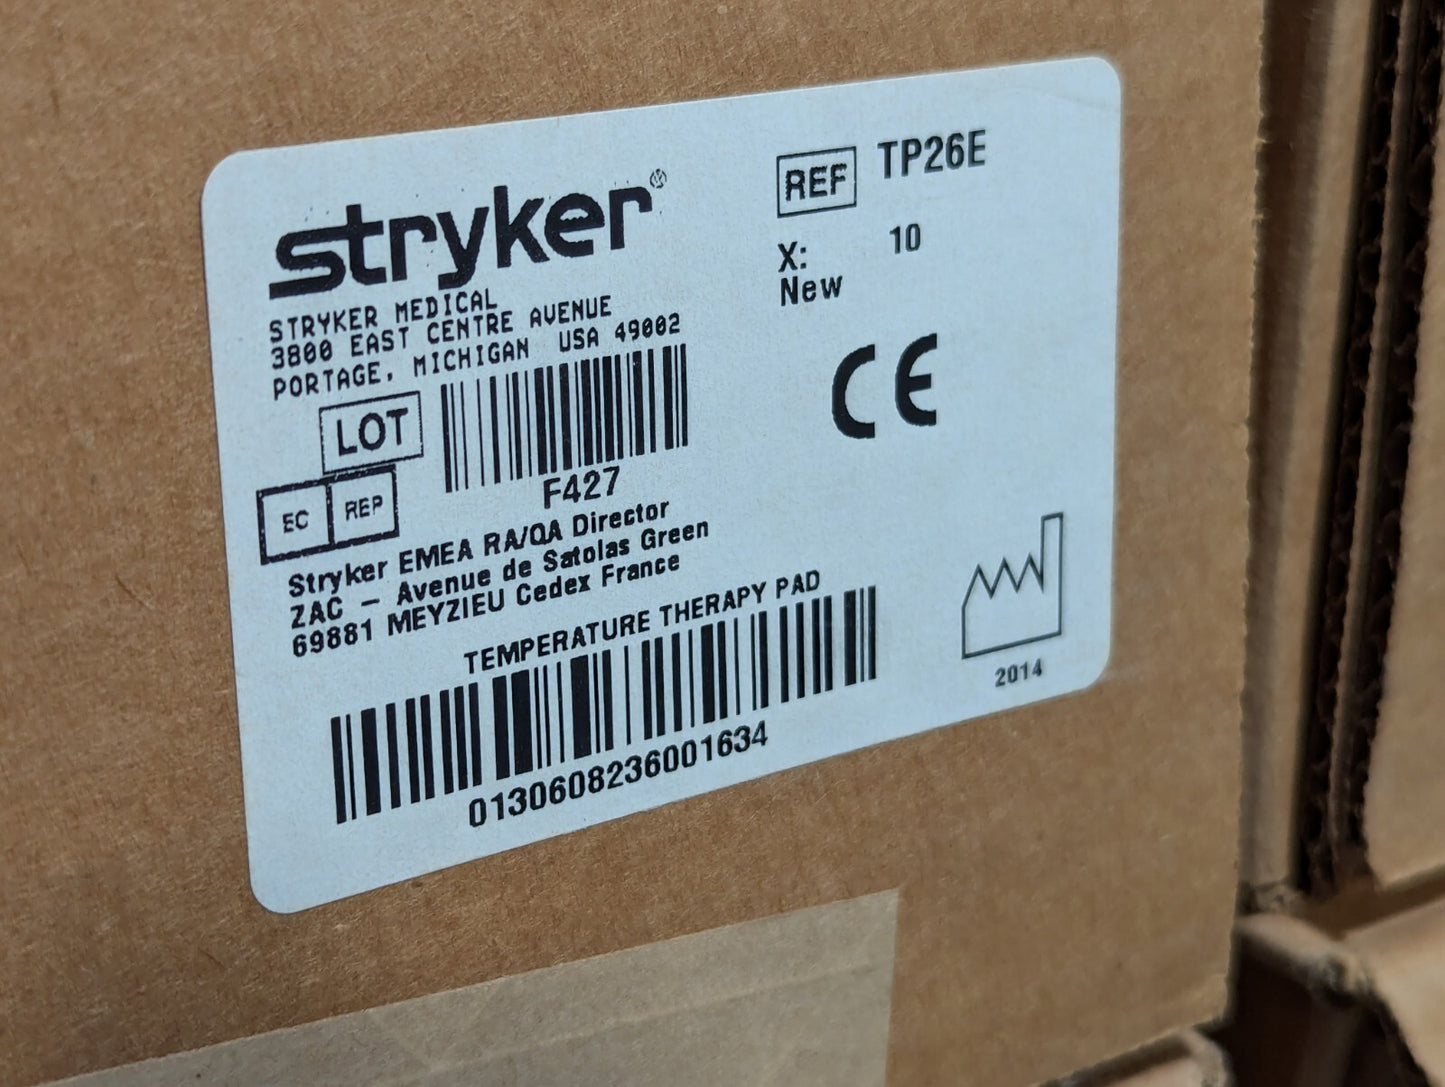 stryker®
STRYKER MEDICAL
3800 EAST CENTRE AVENUE
PORTAGE, MICHIGAN USA 49002
LOT
F427
EC REP
Stryker EMEA RA/QA Director
ZAC - Avenue de Satolas Green
69881 MEYZIEU Cedex France
TEMPERATURE THERAPY PAD
0130608236001634
REF TP26E
X: 10
New
CE
2014